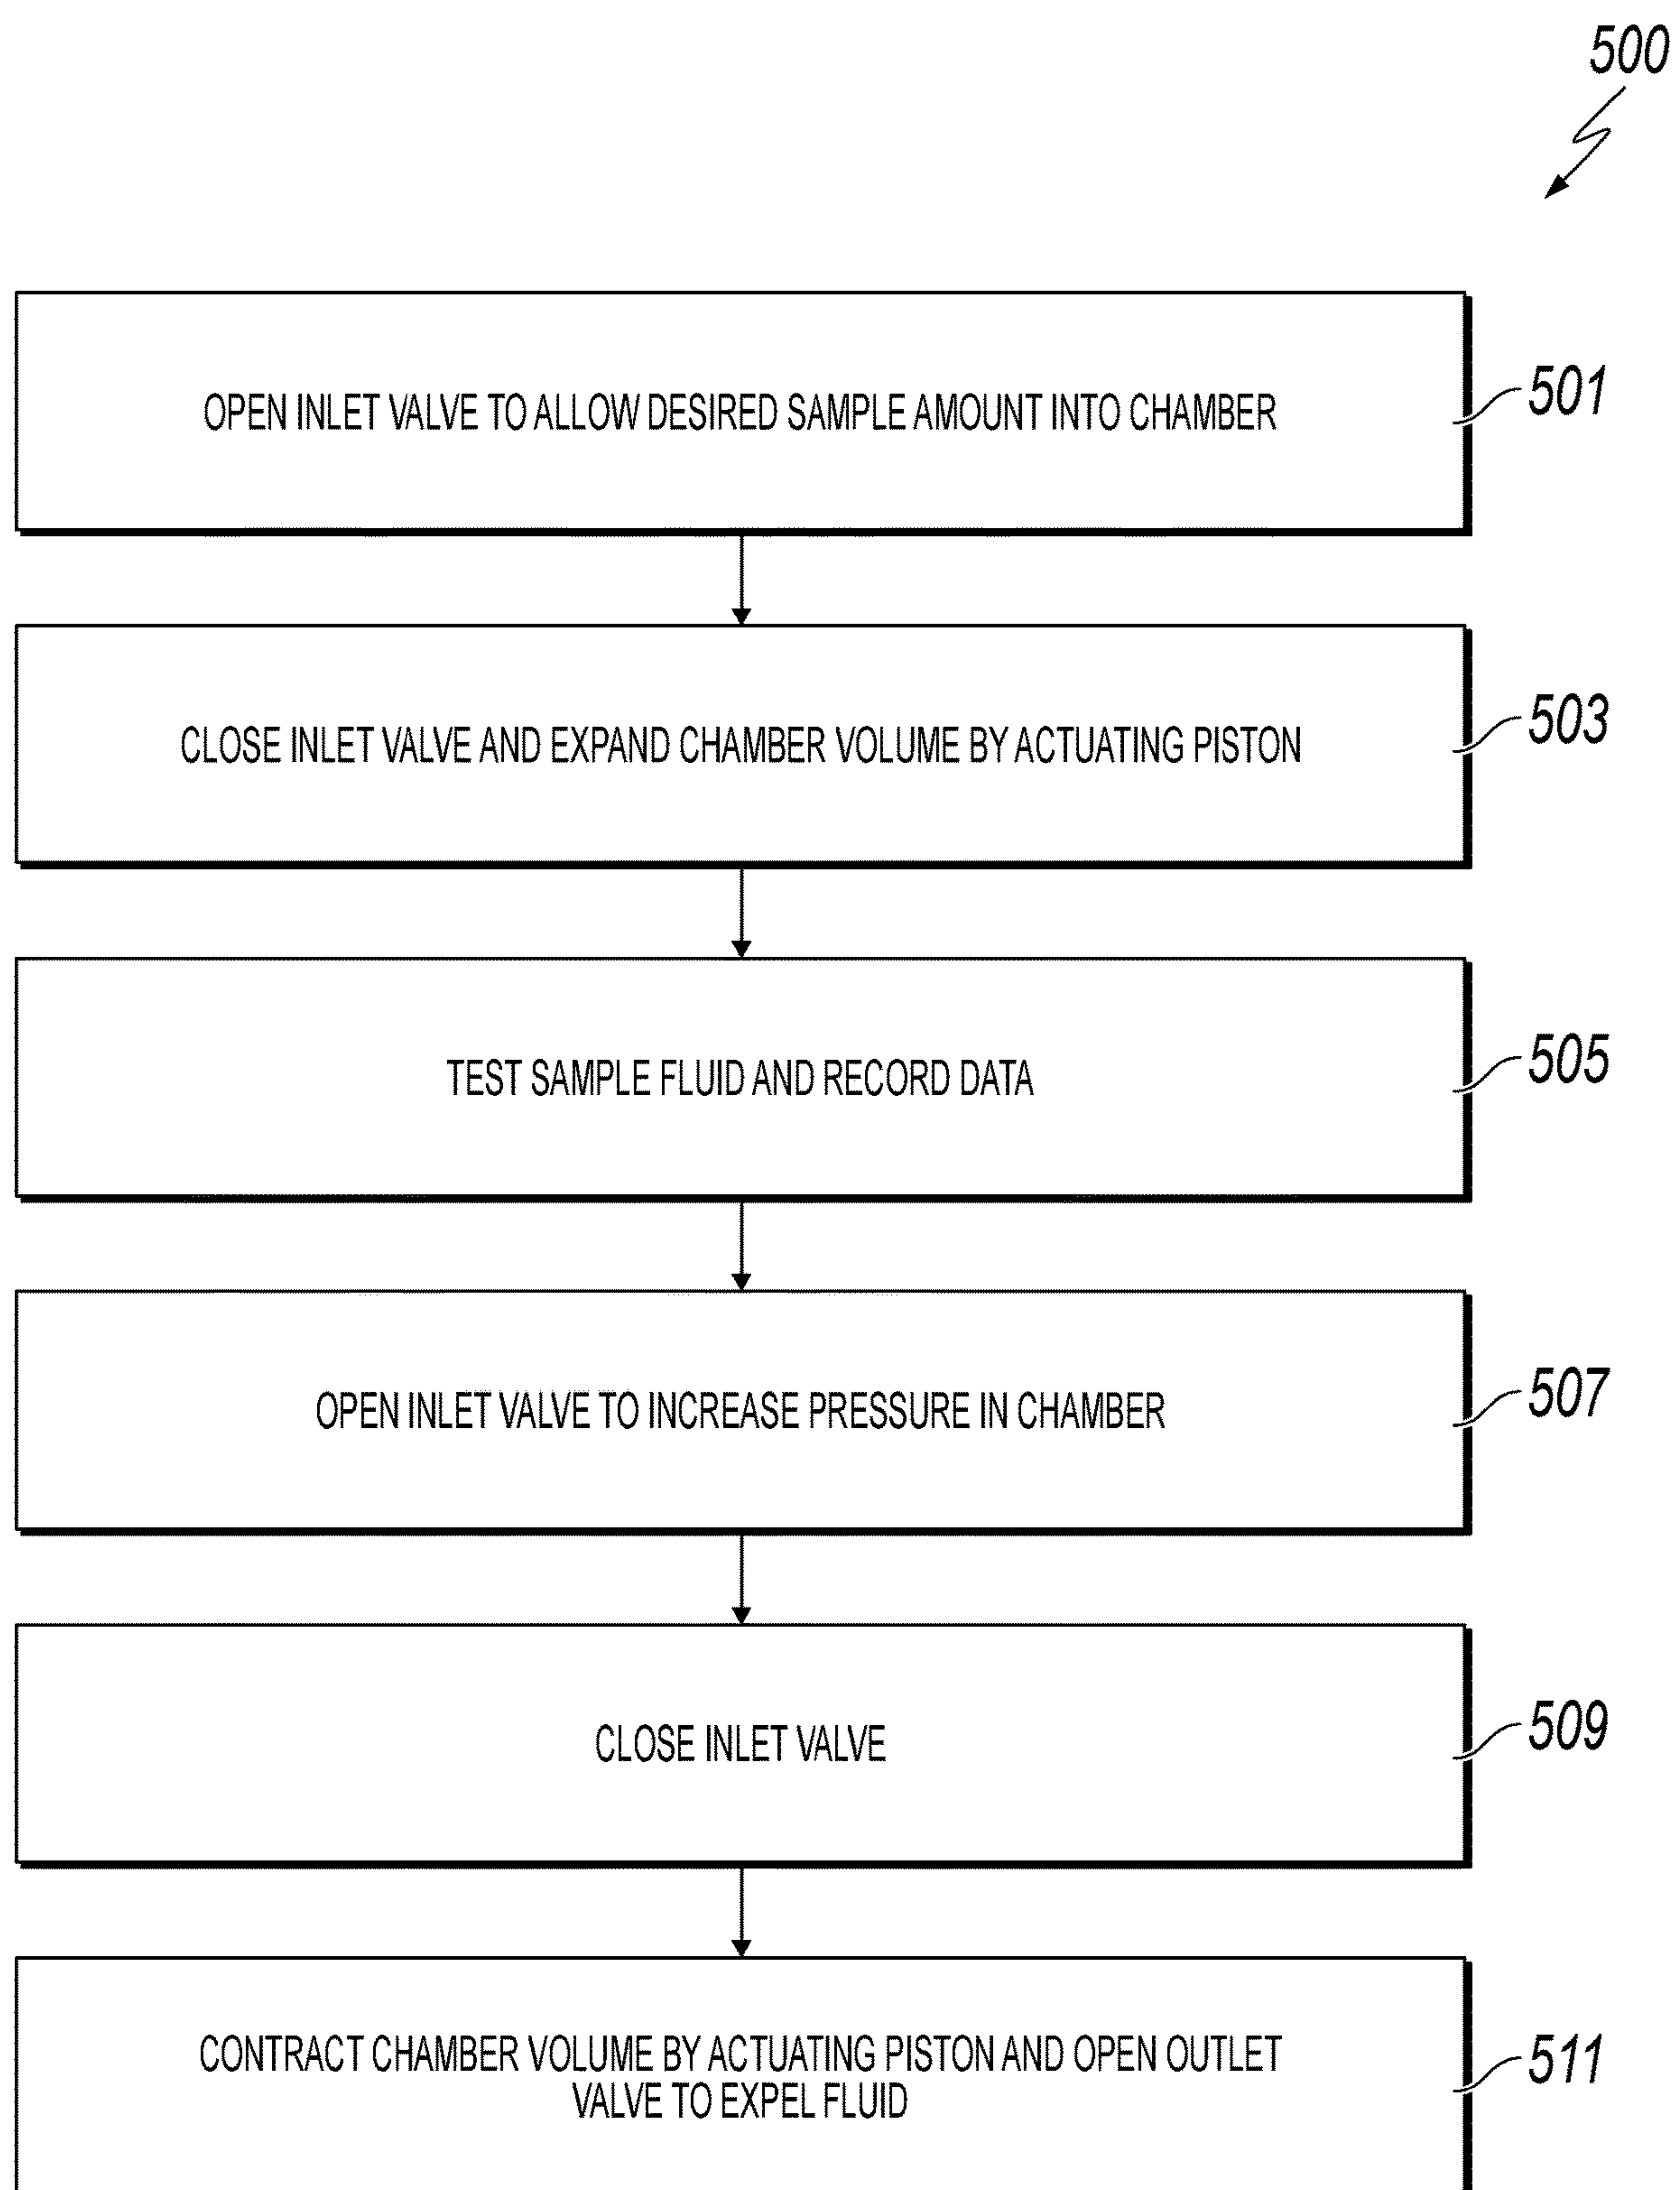 500
OPEN INLET VALVE TO ALLOW DESIRED SAMPLE AMOUNT INTO CHAMBER
501
CLOSE INLET VALVE AND EXPAND CHAMBER VOLUME BY ACTUATING PISTON
503
TEST SAMPLE FLUID AND RECORD DATA
505
OPEN INLET VALVE TO INCREASE PRESSURE IN CHAMBER
507
CLOSE INLET VALVE
509
CONTRACT CHAMBER VOLUME BY ACTUATING PISTON AND OPEN OUTLET
VALVE TO EXPEL FLUID
511